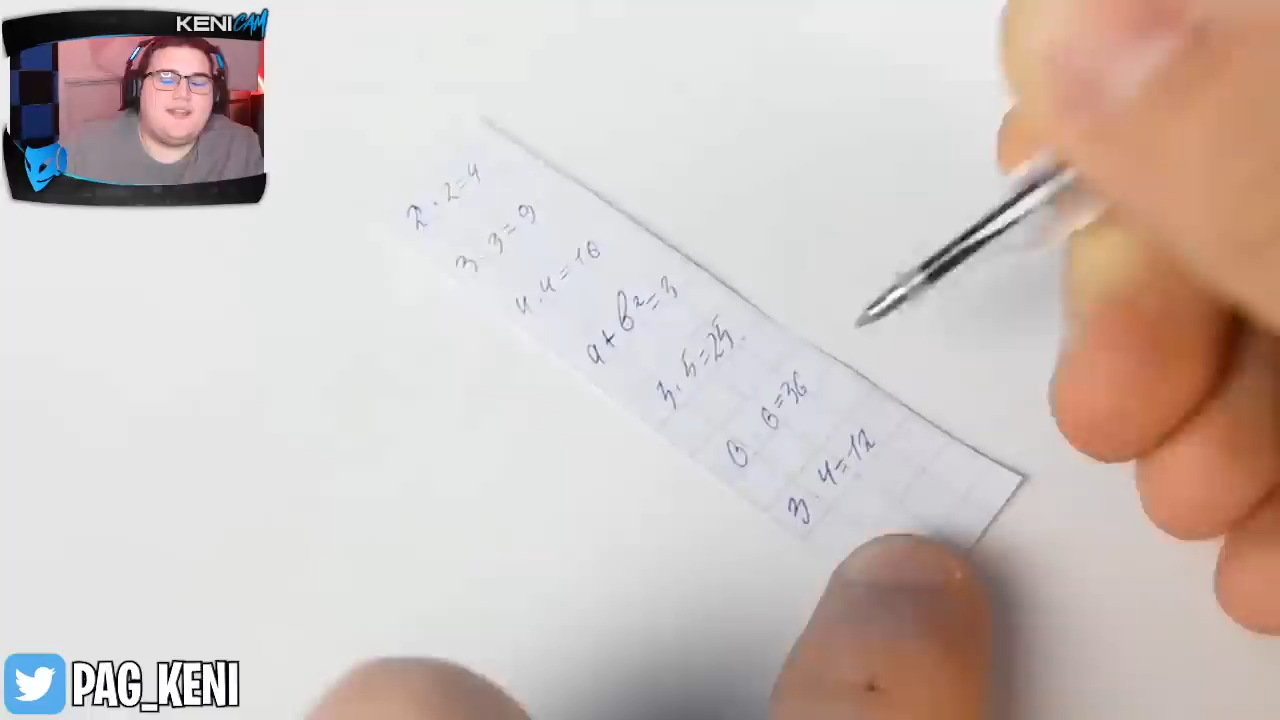 KENICAM
2 · 2 = 4
3 · 3 = 9
4 · 4 = 16
a + b² = 3
3 · 5 = 25
6 · 6 = 36
3 · 4 = 12
PAG_KENI